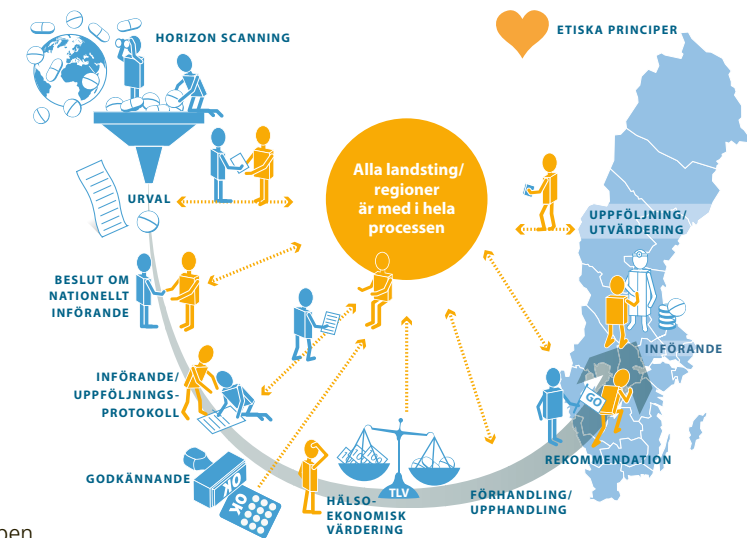 HORIZON SCANNING
ETISKA PRINCIPER
Alla landsting/
regioner
är med i hela
processen
URVAL
UPPFÖLJNING/
UTVÄRDERING
BESLUT OM
NATIONELLT
INFÖRANDE
INFÖRANDE
INFÖRANDE/
UPPFÖLJNINGS-
PROTOKOLL
GO
REKOMMENDATION
GODKÄNNANDE
OK
OK
TLV
HÄLSO-
EKONOMISK
VÄRDERING
FÖRHANDLING/
UPPHANDLING